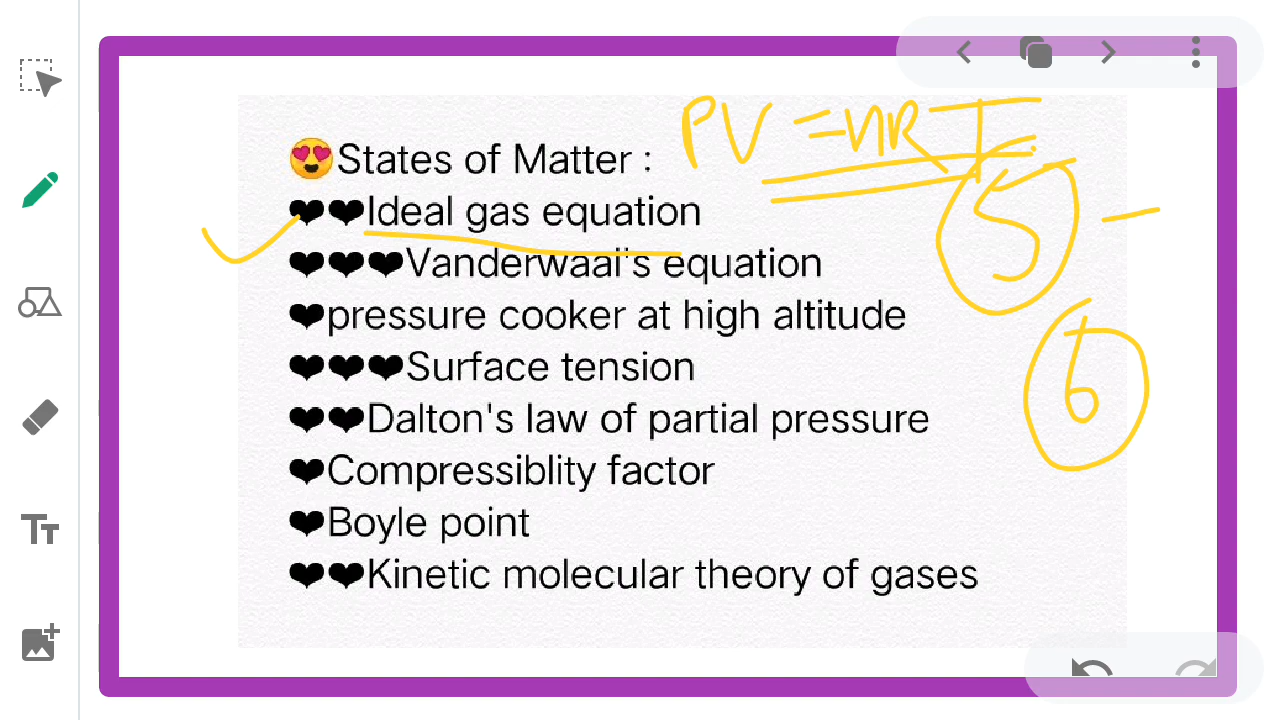 PV = nRT
😍States of Matter :
❤❤Ideal gas equation
❤❤❤Vanderwaal's equation
❤pressure cooker at high altitude
❤❤❤Surface tension
❤❤Dalton's law of partial pressure
❤Compressiblity factor
❤Boyle point
❤❤Kinetic molecular theory of gases
5 -
6
TT